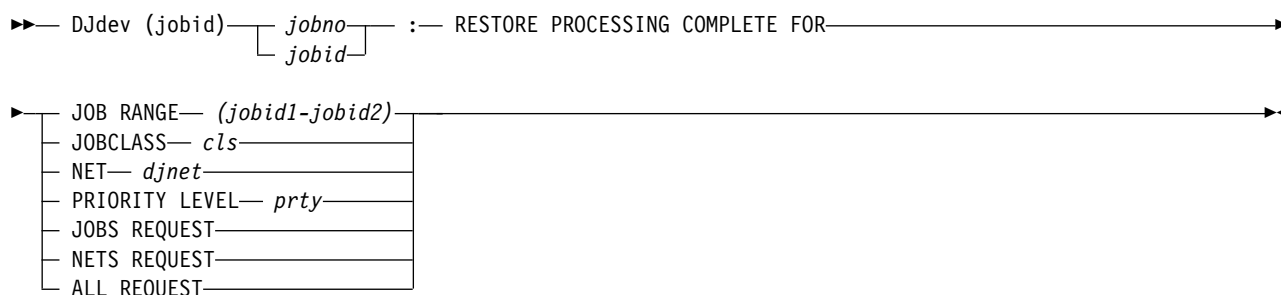 DJdev (jobid) jobno : RESTORE PROCESSING COMPLETE FOR
jobid
JOB RANGE (jobid1-jobid2)
JOBCLASS cls
NET djnet
PRIORITY LEVEL prty
JOBS REQUEST
NETS REQUEST
ALL REQUEST